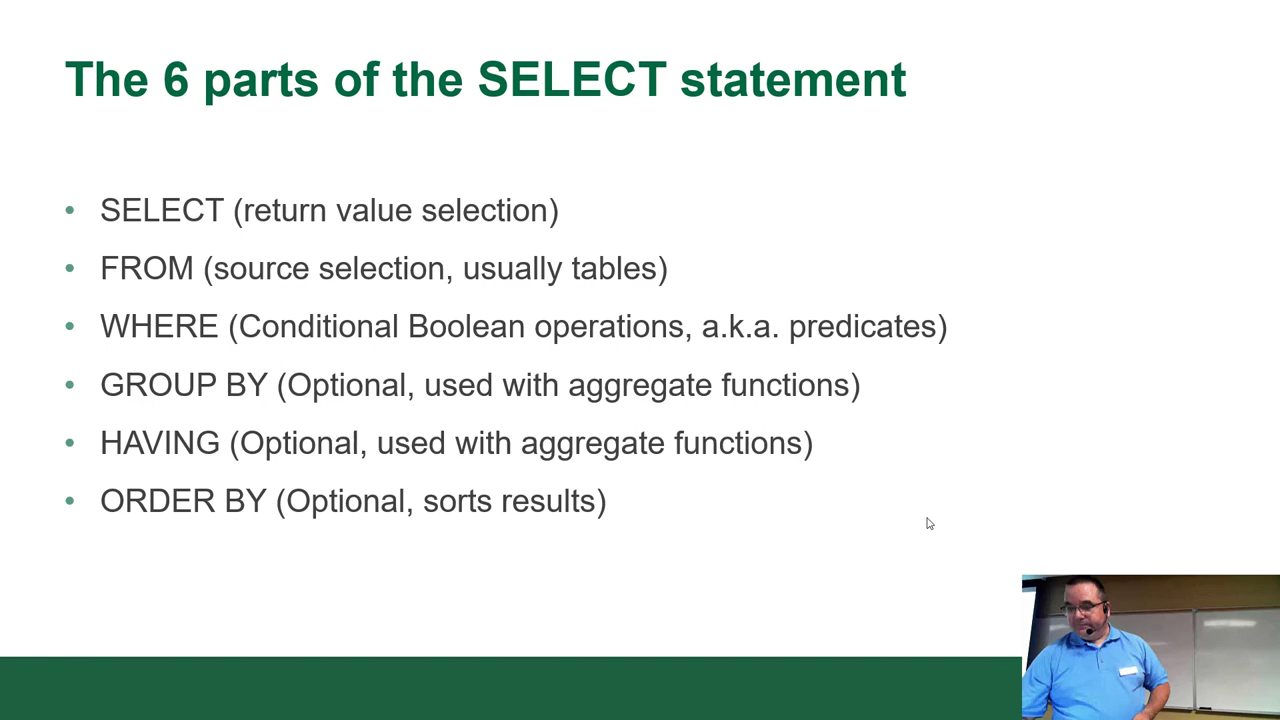 The 6 parts of the SELECT statement
• SELECT (return value selection)
• FROM (source selection, usually tables)
• WHERE (Conditional Boolean operations, a.k.a. predicates)
• GROUP BY (Optional, used with aggregate functions)
• HAVING (Optional, used with aggregate functions)
• ORDER BY (Optional, sorts results)